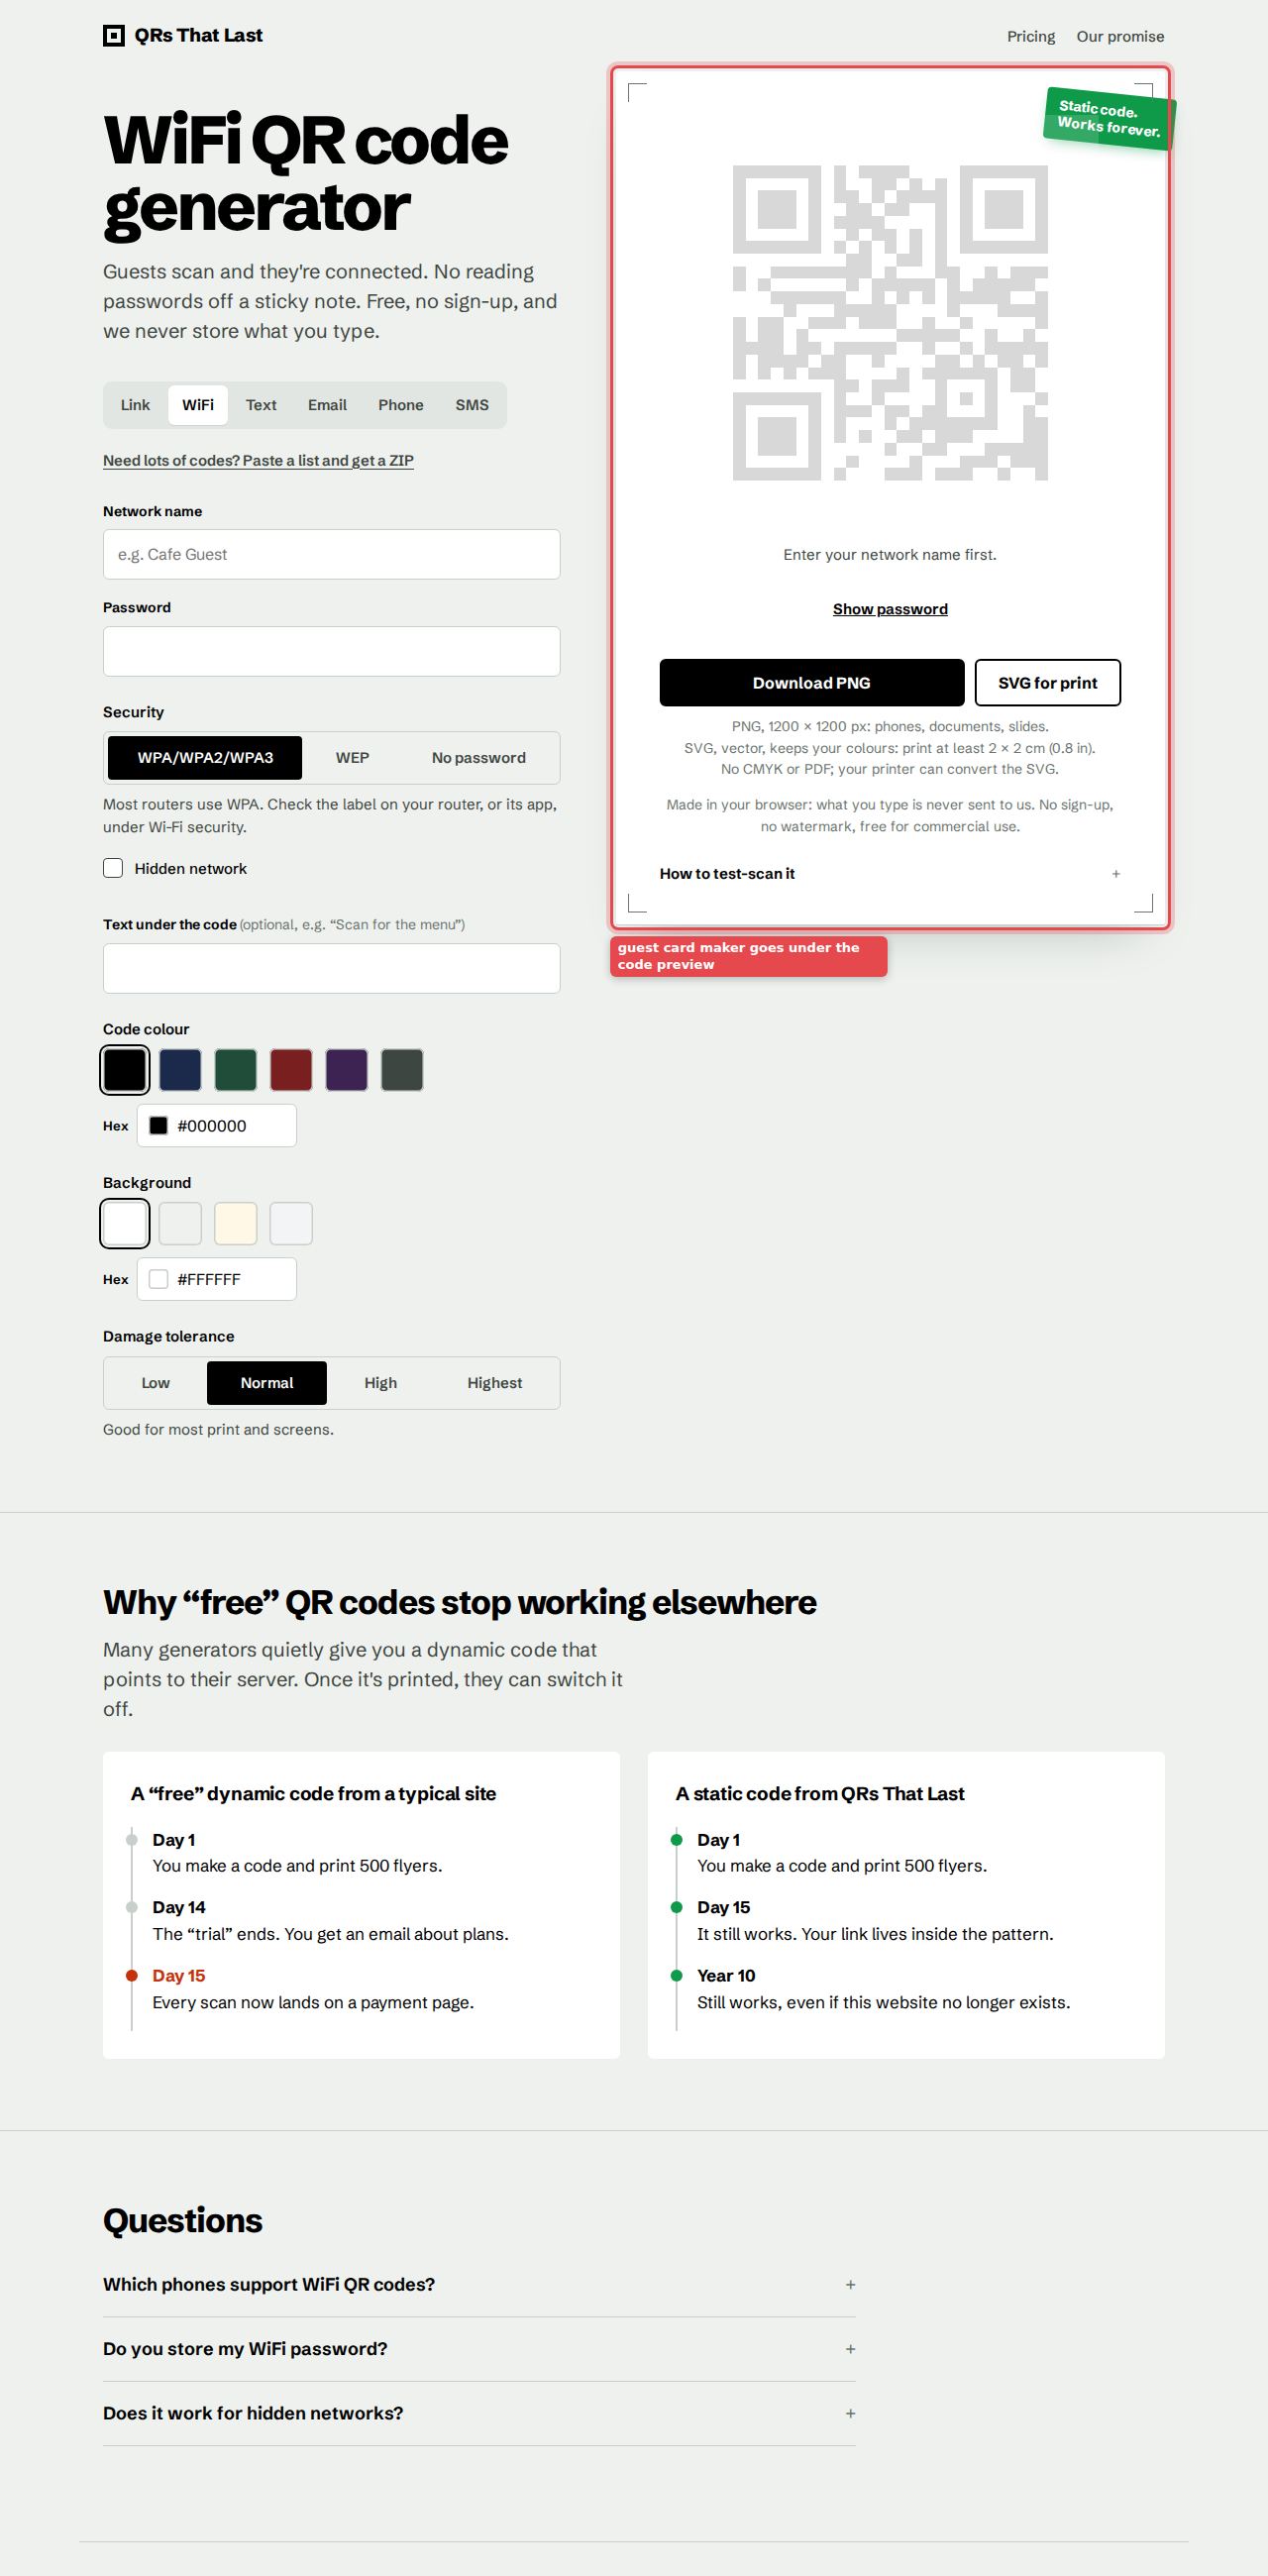 QRs That Last
Pricing
Our promise
WiFi QR code
generator
Guests scan and they're connected. No reading
passwords off a sticky note. Free, no sign-up, and
we never store what you type.
Link
WiFi
Text
Email
Phone
SMS
Need lots of codes? Paste a list and get a ZIP
Network name
e.g. Cafe Guest
Password
Security
WPA/WPA2/WPA3
WEP
No password
Most routers use WPA. Check the label on your router, or its app,
under Wi-Fi security.
Hidden network
Text under the code (optional, e.g. “Scan for the menu”)
Code colour
Hex
#000000
Background
Hex
#FFFFFF
Damage tolerance
Low
Normal
High
Highest
Good for most print and screens.
Static code.
Works forever.
Enter your network name first.
Show password
Download PNG
SVG for print
PNG, 1200 × 1200 px: phones, documents, slides.
SVG, vector, keeps your colours: print at least 2 × 2 cm (0.8 in).
No CMYK or PDF; your printer can convert the SVG.
Made in your browser: what you type is never sent to us. No sign-up,
no watermark, free for commercial use.
How to test-scan it
+
guest card maker goes under the
code preview
Why “free” QR codes stop working elsewhere
Many generators quietly give you a dynamic code that
points to their server. Once it's printed, they can switch it
off.
A “free” dynamic code from a typical site
Day 1
You make a code and print 500 flyers.
Day 14
The “trial” ends. You get an email about plans.
Day 15
Every scan now lands on a payment page.
A static code from QRs That Last
Day 1
You make a code and print 500 flyers.
Day 15
It still works. Your link lives inside the pattern.
Year 10
Still works, even if this website no longer exists.
Questions
Which phones support WiFi QR codes?
+
Do you store my WiFi password?
+
Does it work for hidden networks?
+